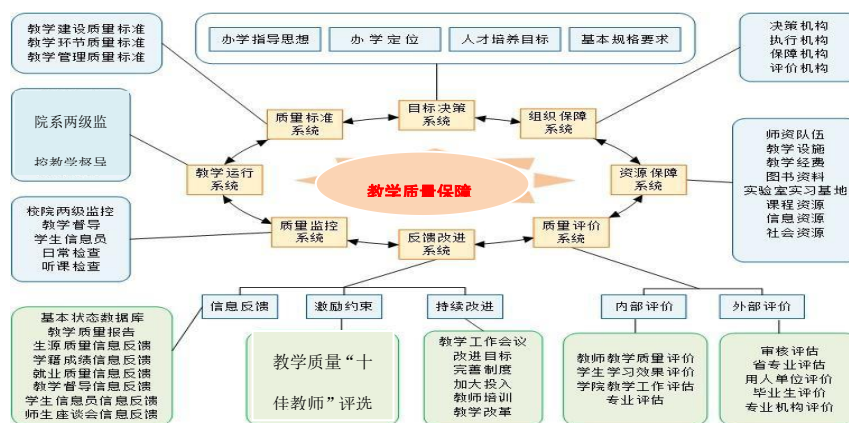 教学建设质量标准
教学环节质量标准
教学管理质量标准
办学指导思想
办学定位
人才培养目标
基本规格要求
决策机构
执行机构
保障机构
评价机构
院系两级监
控教学督导
质量标准
系统
目标决策
系统
组织保障
系统
教学运行
系统
教学质量保障
资源保障
系统
师资队伍
教学设施
教学经费
图书资料
实验室实习基地
课程资源
信息资源
社会资源
校院两级监控
教学督导
学生信息员
日常检查
听课检查
质量监控
系统
反馈改进
系统
质量评价
系统
信息反馈
激励约束
持续改进
内部评价
外部评价
基本状态数据库
教学质量报告
生源质量信息反馈
学籍成绩信息反馈
就业质量信息反馈
教学督导信息反馈
学生信息员信息反馈
师生座谈会信息反馈
教学质量“十
佳教师”评选
教学工作会议
改进目标
完善制度
加大投入
教师培训
教学改革
教师教学质量评价
学生学习效果评价
学院教学工作评估
专业评估
审核评估
省专业评估
用人单位评价
毕业生评价
专业机构评价